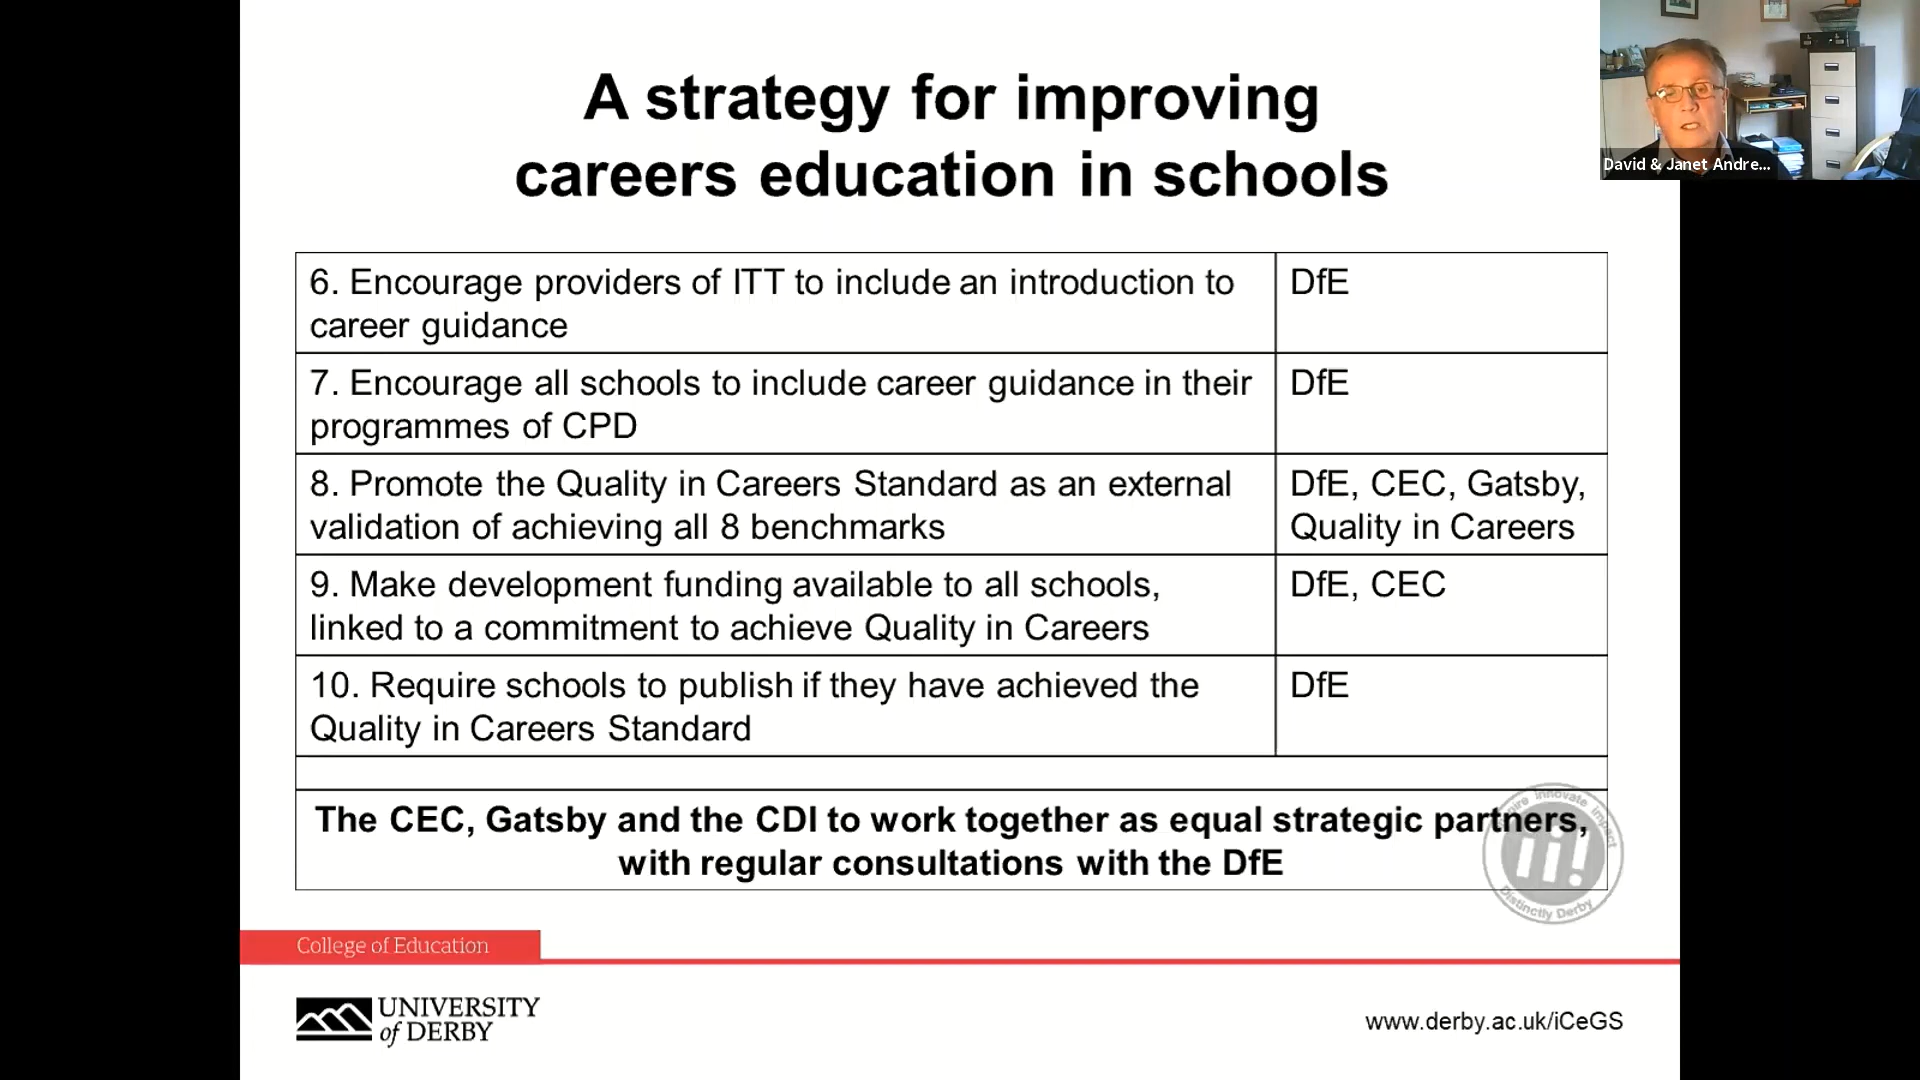 A strategy for improving
careers education in schools
David & Janet Andre...
6. Encourage providers of ITT to include an introduction to
career guidance
DfE
7. Encourage all schools to include career guidance in their
programmes of CPD
DfE
8. Promote the Quality in Careers Standard as an external
validation of achieving all 8 benchmarks
DfE, CEC, Gatsby,
Quality in Careers
9. Make development funding available to all schools,
linked to a commitment to achieve Quality in Careers
DfE, CEC
10. Require schools to publish if they have achieved the
Quality in Careers Standard
DfE
The CEC, Gatsby and the CDI to work together as equal strategic partners,
with regular consultations with the DfE
innovate impact
ii!
Distinctly Derby
College of Education
UNIVERSITY
of DERBY
www.derby.ac.uk/iCeGS